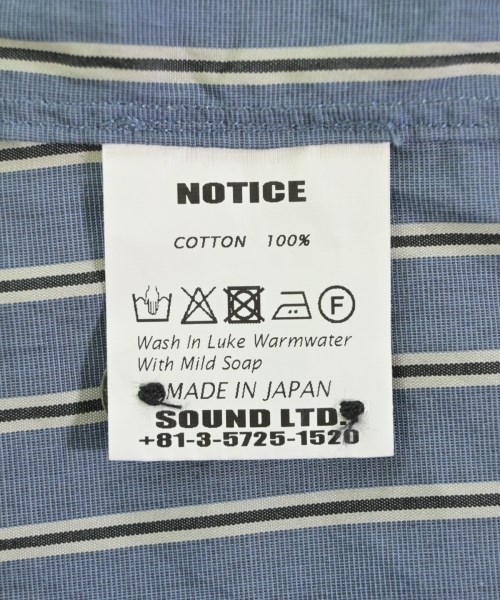 NOTICE
COTTON 100%
F
Wash In Luke Warmwater
With Mild Soap
MADE IN JAPAN
SOUND LTD.
+81-3-5725-1520